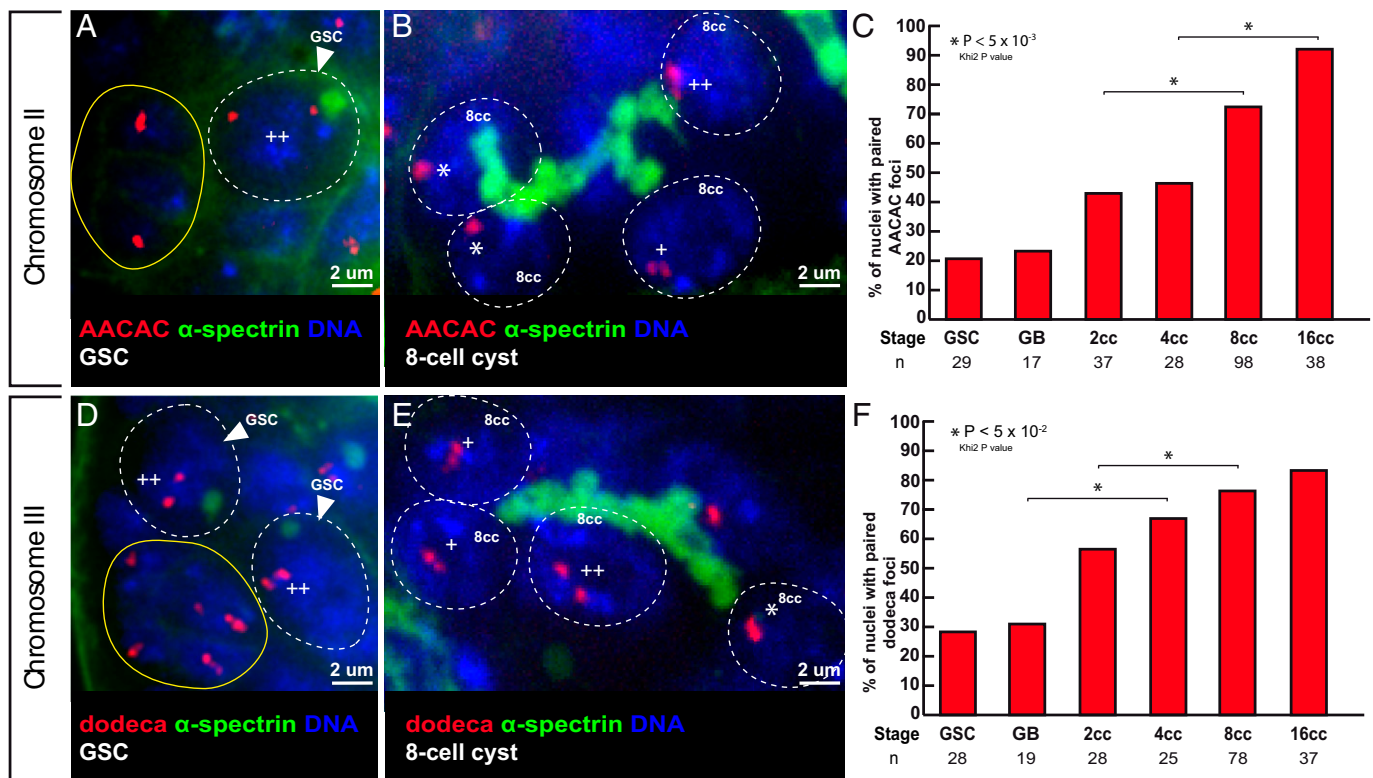 Chromosome II
A
GSC
++
2 um
AACAC α-spectrin DNA
GSC
B
8cc
++
8cc
*
8cc
*
8cc
+
2 um
AACAC α-spectrin DNA
8-cell cyst
C
* P < 5 x 10⁻³
Khi2 P value
*
*
% of nuclei with paired
AACAC foci
100
90
80
70
60
50
40
30
20
10
0
Stage GSC GB 2cc 4cc 8cc 16cc
n 29 17 37 28 98 38
Chromosome III
D
GSC
++
GSC
++
2 um
dodeca α-spectrin DNA
GSC
E
8cc
+
8cc
+
8cc
++
8cc
*
2 um
dodeca α-spectrin DNA
8-cell cyst
F
* P < 5 x 10⁻²
Khi2 P value
*
*
% of nuclei with paired
dodeca foci
100
90
80
70
60
50
40
30
20
10
0
Stage GSC GB 2cc 4cc 8cc 16cc
n 28 19 28 25 78 37